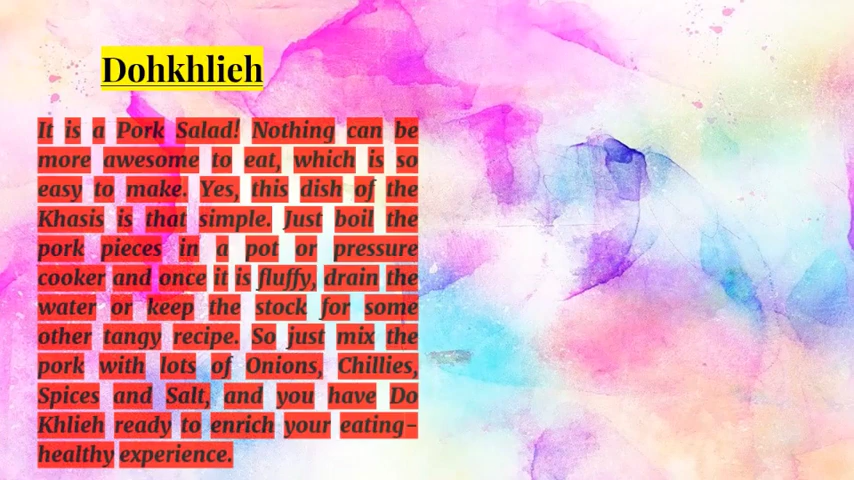 Dohkhlieh
It is a Pork Salad! Nothing can be
more awesome to eat, which is so
easy to make. Yes, this dish of the
Khasis is that simple. Just boil the
pork pieces in a pot or pressure
cooker and once it is fluffy, drain the
water or keep the stock for some
other tangy recipe. So just mix the
pork with lots of Onions, Chillies,
Spices and Salt, and you have Do
Khlieh ready to enrich your eating-
healthy experience.